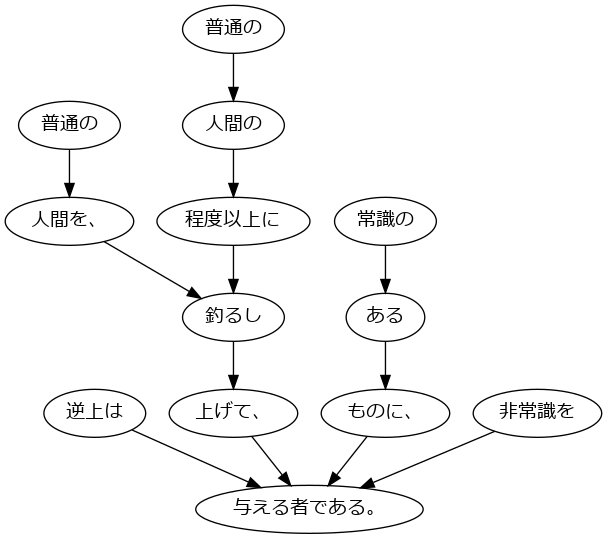 普通の
普通の
人間の
人間を、
程度以上に
常識の
釣るし
ある
逆上は
上げて、
ものに、
非常識を
与える者である。